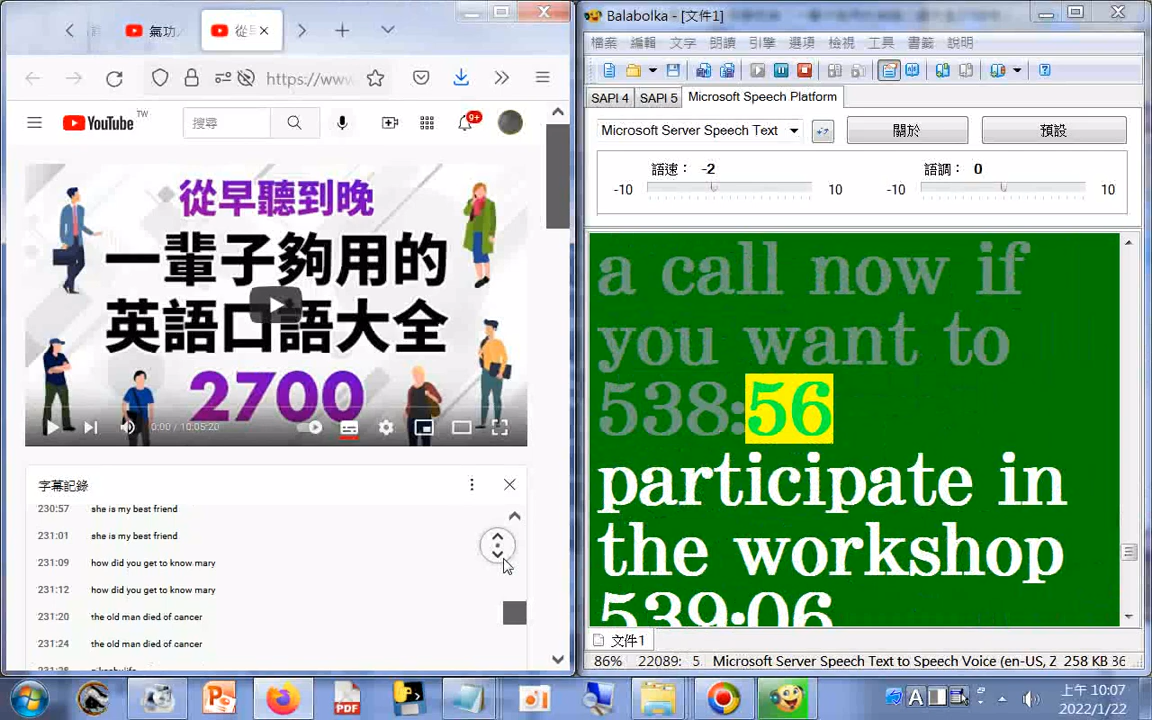 氣功
從
https://www
YouTube TW
搜尋
9+
從早聽到晚
一輩子夠用的
英語口語大全
2700
0:00 / 10:05:20
字幕記錄
230:57 she is my best friend
231:01 she is my best friend
231:09 how did you get to know mary
231:12 how did you get to know mary
231:20 the old man died of cancer
231:24 the old man died of cancer
231:28
Balabolka - [文件1]
檔案 編輯 文字 朗讀 引擎 選項 檢視 工具 書籤 說明
SAPI 4 SAPI 5 Microsoft Speech Platform
Microsoft Server Speech Text 關於 預設
語速： -2 語調： 0
-10 10 -10 10
a call now if
you want to
538:56
participate in
the workshop
539:06
文件1
86% 22089: 5 Microsoft Server Speech Text to Speech Voice (en-US, Z 258 KB 36
PDF A 上午 10:07
2022/1/22